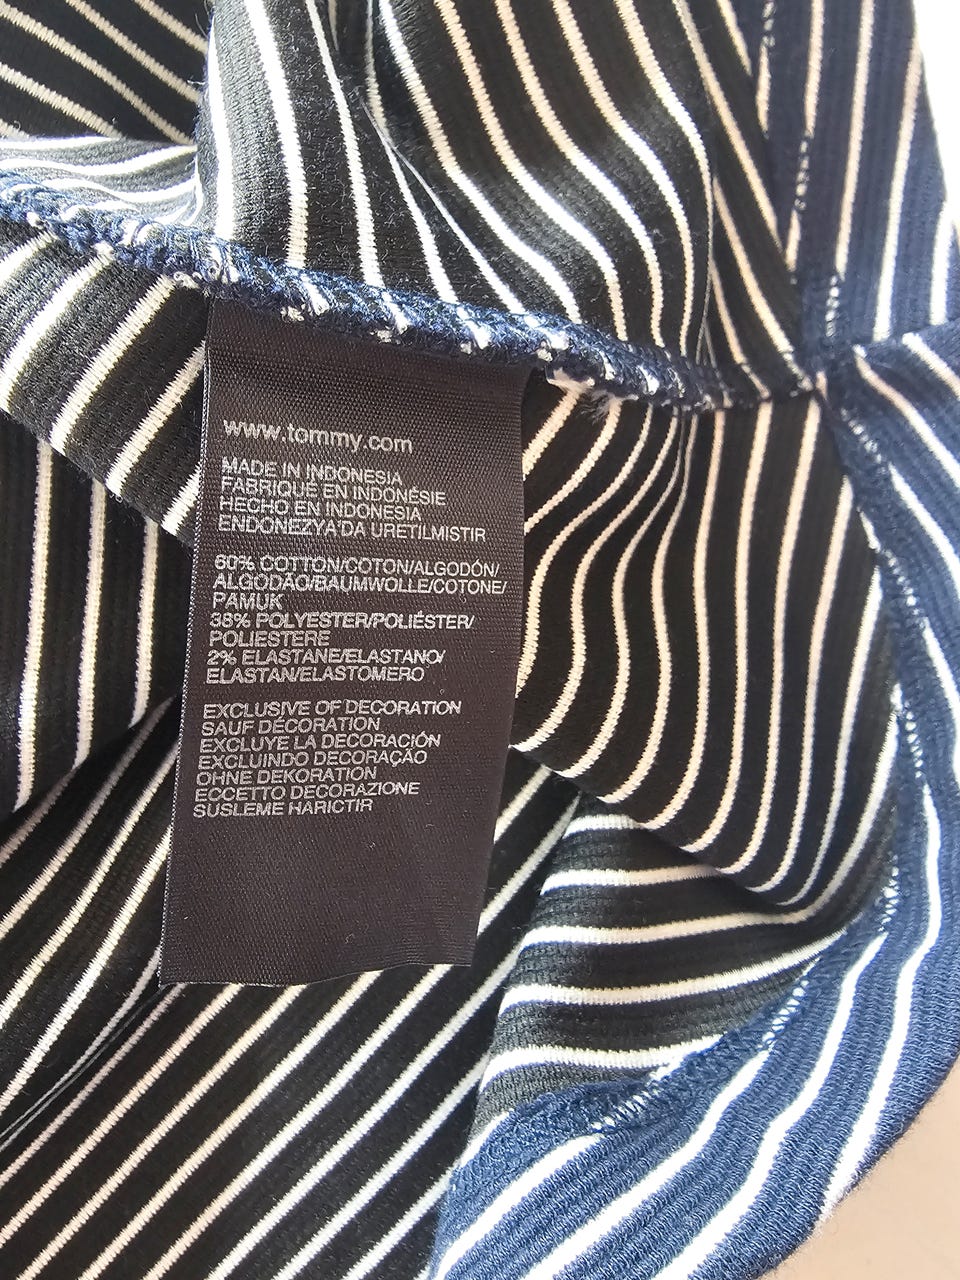 www.tommy.com
MADE IN INDONESIA
FABRIQUÉ EN INDONÉSIE
HECHO EN INDONESIA
ENDONEZYA'DA URETILMISTIR
60% COTTON/COTON/ALGODÓN/
ALGODÃO/BAUMWOLLE/COTONE/
PAMUK
38% POLYESTER/POLIÉSTER/
POLIESTERE
2% ELASTANE/ELASTANO/
ELASTAN/ELASTOMERO
EXCLUSIVE OF DECORATION
SAUF DÉCORATION
EXCLUYE LA DECORACIÓN
EXCLUINDO DECORAÇÃO
OHNE DEKORATION
ECCETTO DECORAZIONE
SUSLEME HARICTIR